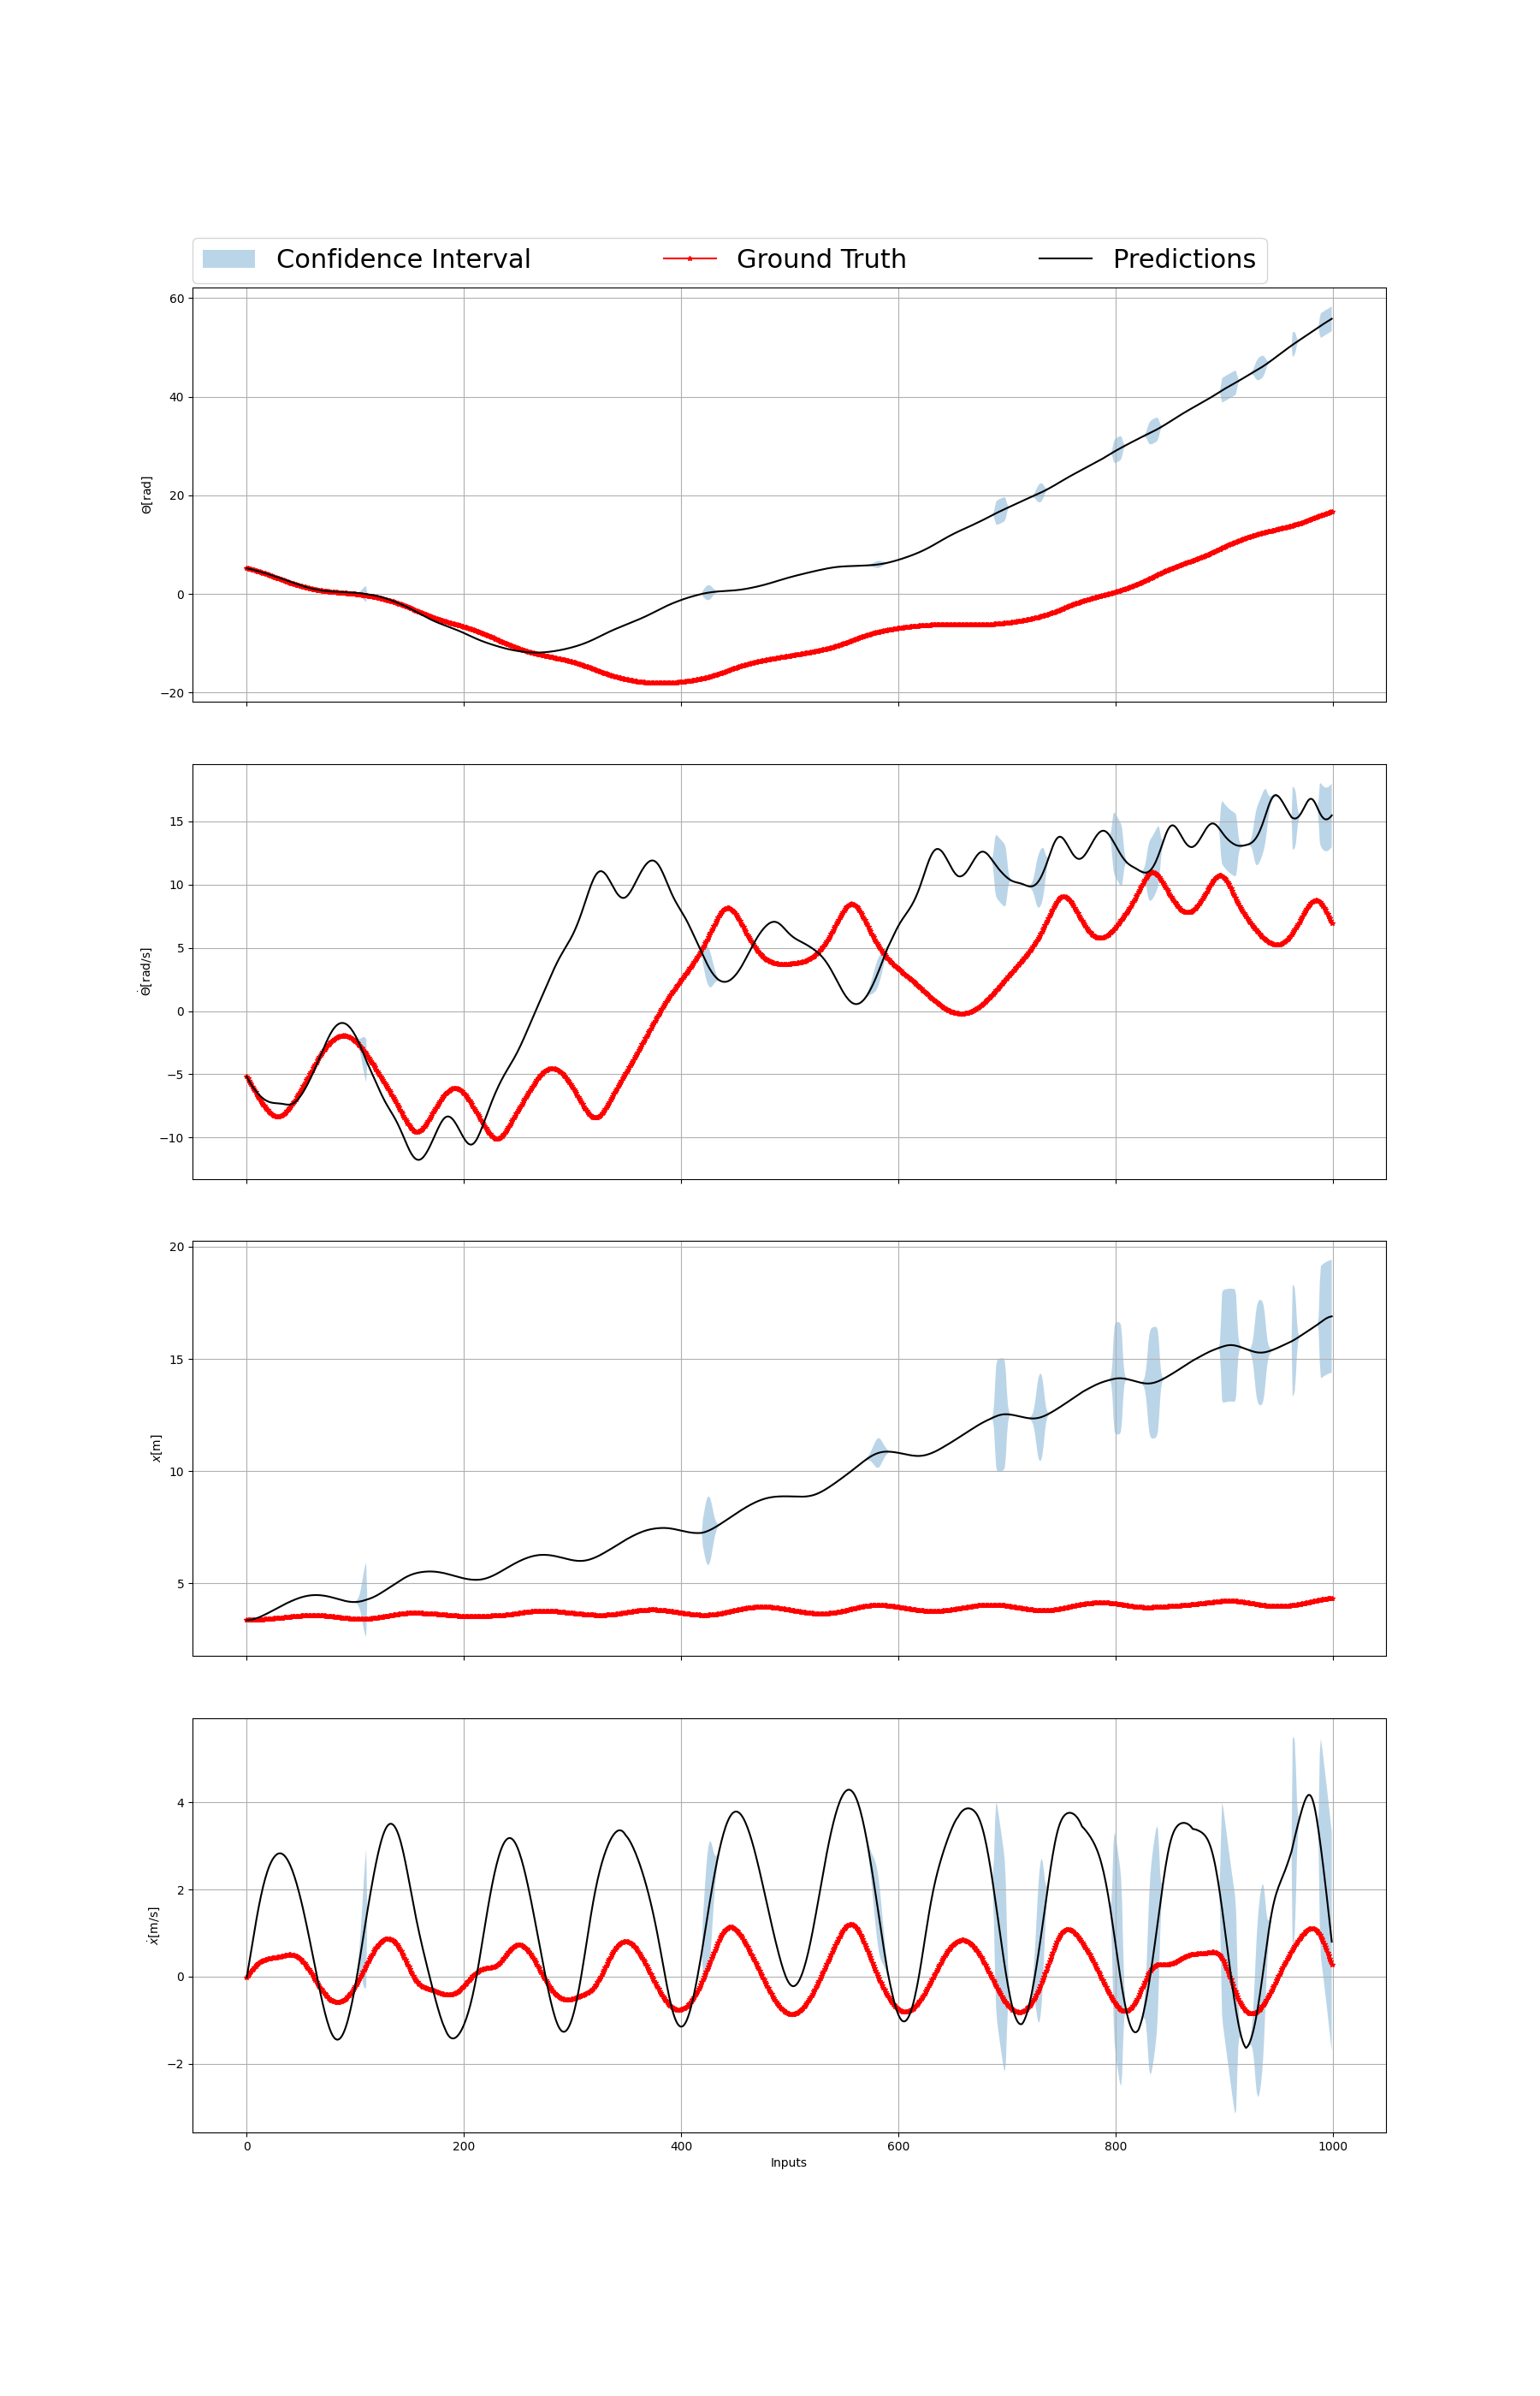 Confidence Interval Ground Truth Predictions
60
40
20
0
−20
Θ[rad]
15
10
5
0
−5
−10
Θ̇[rad/s]
20
15
10
5
x[m]
4
2
0
−2
ẋ[m/s]
0 200 400 600 800 1000
Inputs